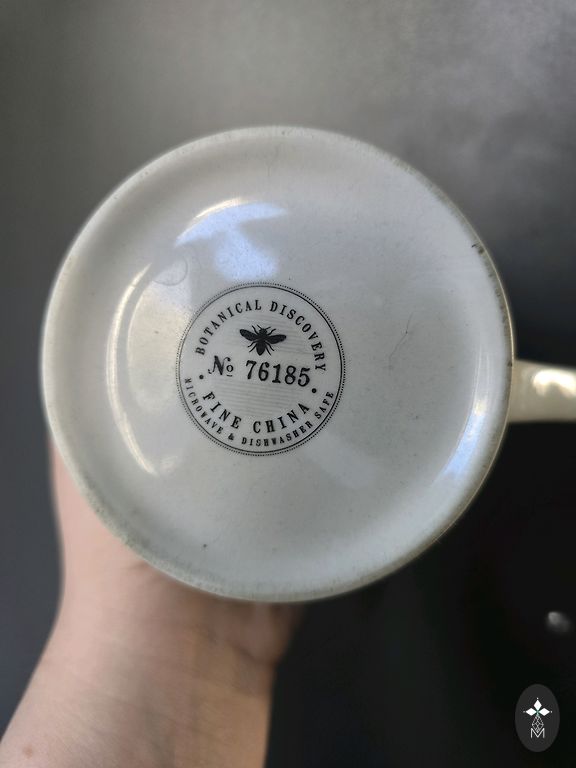 BOTANICAL DISCOVERY
№ 76185
FINE CHINA
MICROWAVE & DISHWASHER SAFE
M